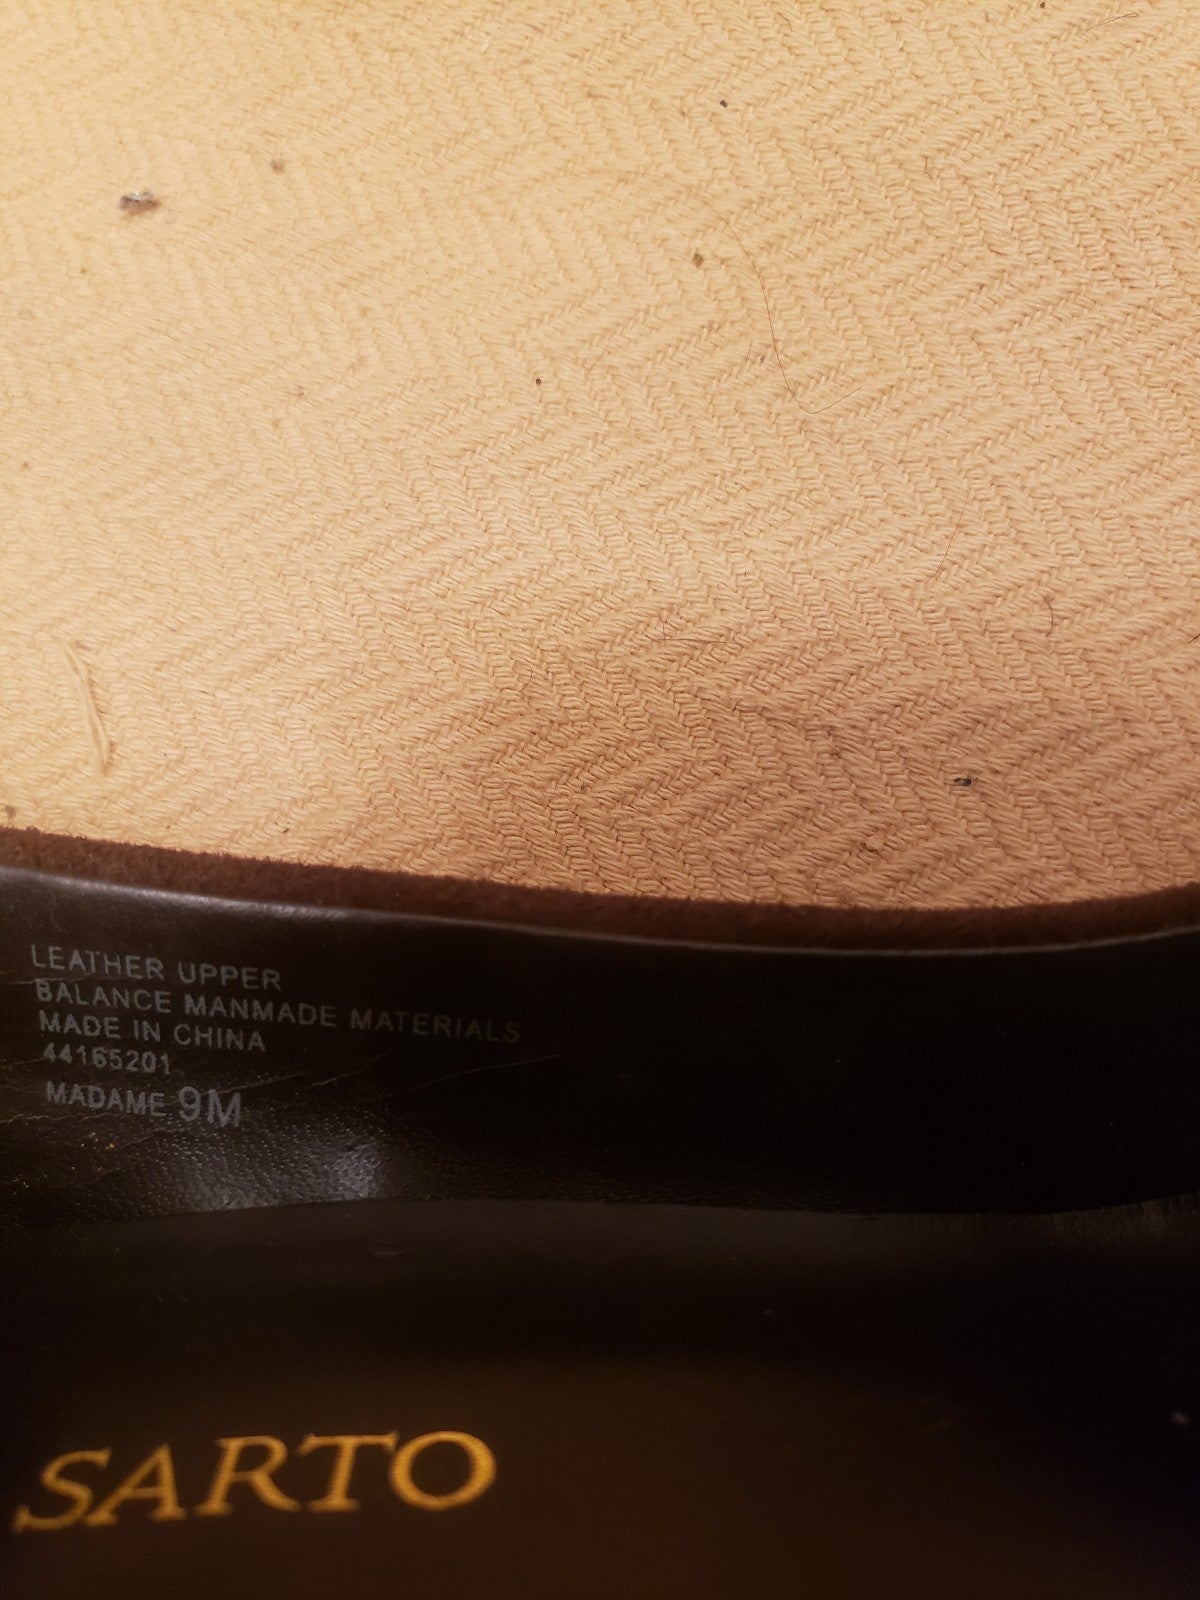 LEATHER UPPER
BALANCE MANMADE MATERIALS
MADE IN CHINA
44165201
MADAME 9M
SARTO